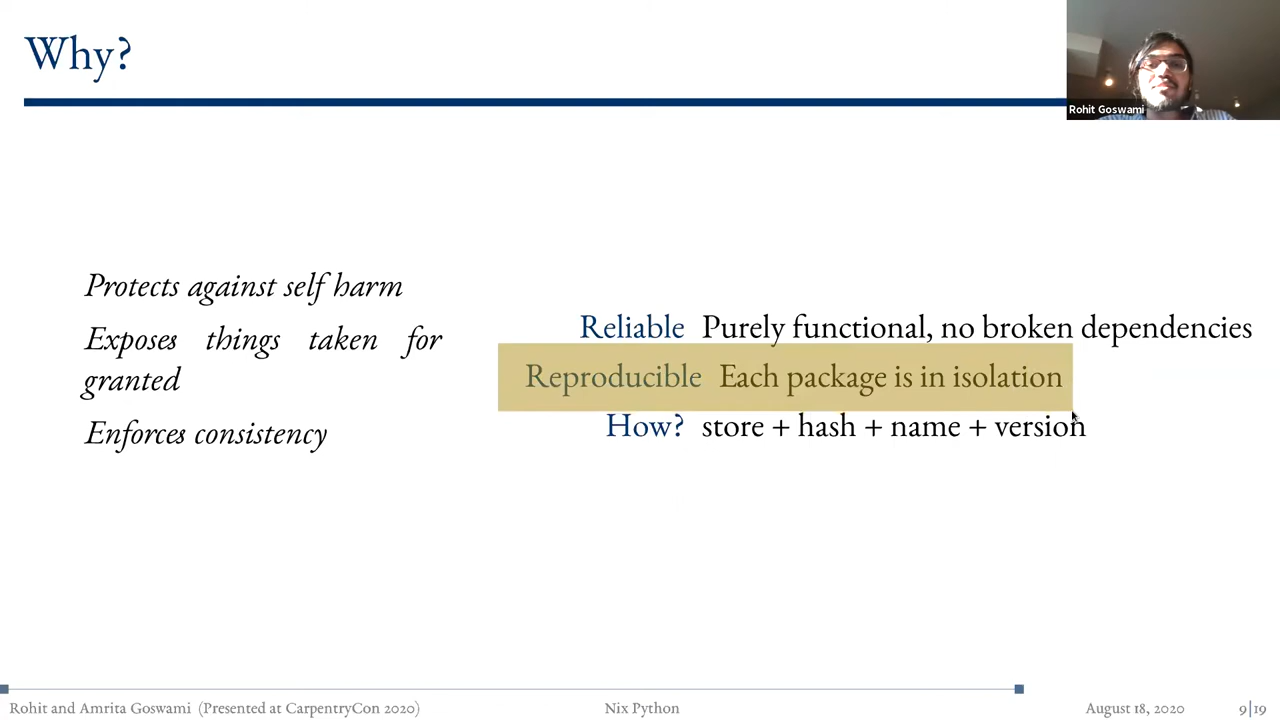 Why?
Rohit Goswami
Protects against self harm
Exposes things taken for
granted
Enforces consistency
Reliable Purely functional, no broken dependencies
Reproducible Each package is in isolation
How? store + hash + name + version
Rohit and Amrita Goswami (Presented at CarpentryCon 2020) Nix Python August 18, 2020 9|19